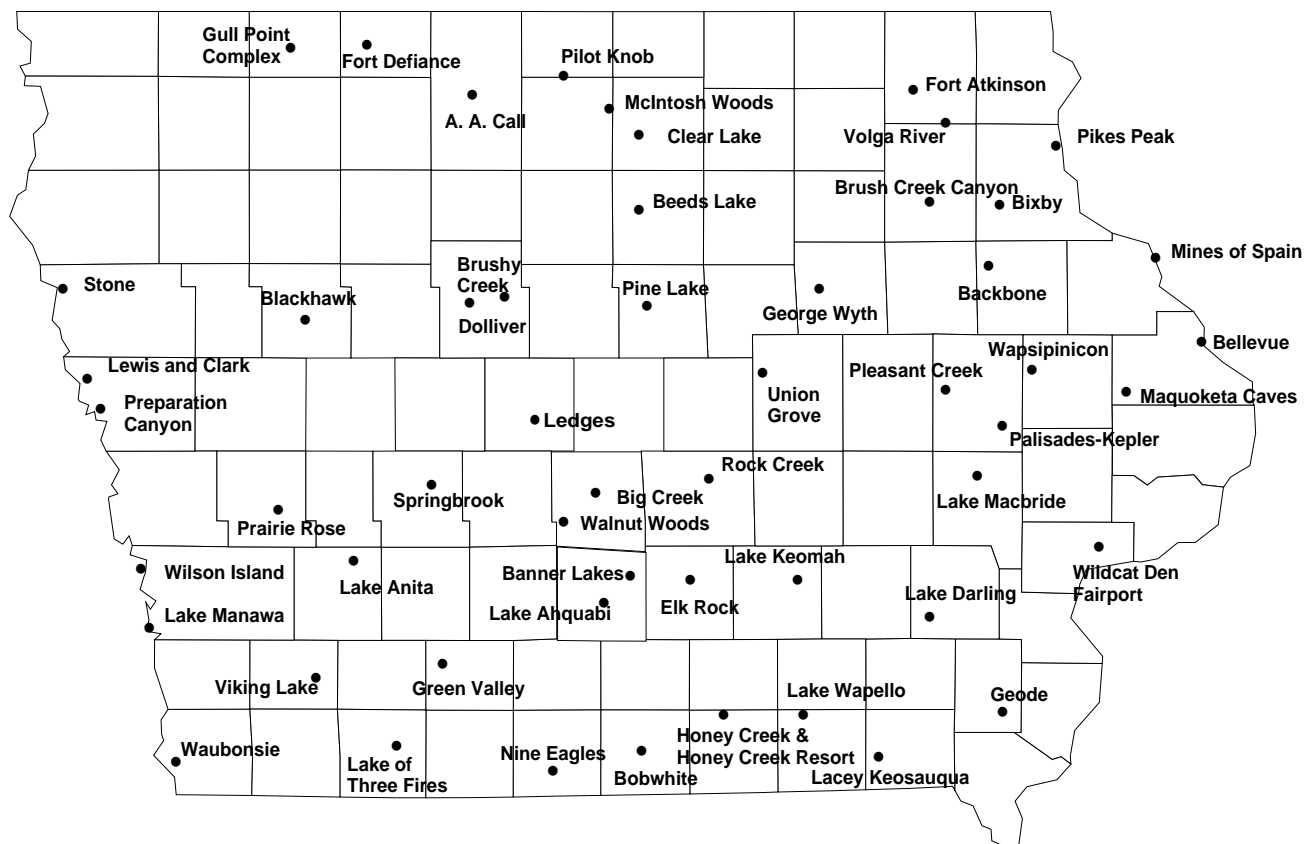 Gull Point
Complex
Fort Defiance
Pilot Knob
A. A. Call
McIntosh Woods
Clear Lake
Fort Atkinson
Volga River
Pikes Peak
Brush Creek Canyon
Bixby
Beeds Lake
Mines of Spain
Stone
Blackhawk
Brushy
Creek
Dolliver
Pine Lake
George Wyth
Backbone
Bellevue
Lewis and Clark
Preparation
Canyon
Ledges
Union
Grove
Pleasant Creek
Wapsipinicon
Maquoketa Caves
Palisades-Kepler
Rock Creek
Prairie Rose
Springbrook
Big Creek
Walnut Woods
Lake Macbride
Wilson Island
Lake Anita
Banner Lakes
Lake Keomah
Wildcat Den
Fairport
Lake Manawa
Lake Ahquabi
Elk Rock
Lake Darling
Viking Lake
Green Valley
Lake Wapello
Geode
Waubonsie
Lake of
Three Fires
Nine Eagles
Bobwhite
Honey Creek &
Honey Creek Resort
Lacey Keosauqua